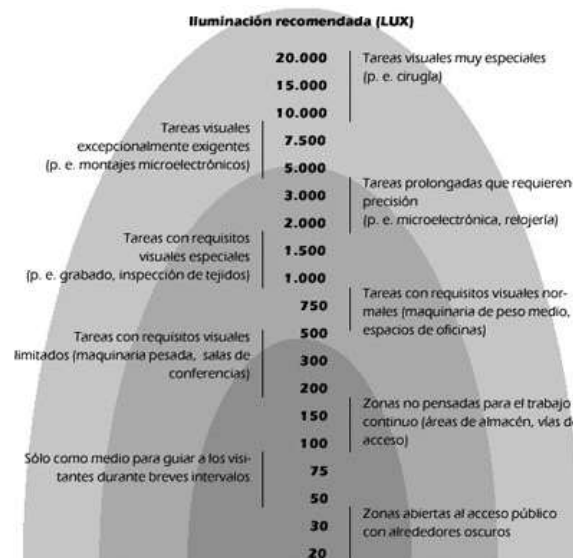 Iluminación recomendada (LUX)
20.000
15.000
10.000
7.500
5.000
3.000
2.000
1.500
1.000
750
500
300
200
150
100
75
50
30
20
Tareas visuales muy especiales
(p. e. cirugía)
Tareas visuales
excepcionalmente exigentes
(p. e. montajes microelectrónicos)
Tareas prolongadas que requieren
precisión
(p. e. microelectrónica, relojería)
Tareas con requisitos
visuales especiales
(p. e. grabado, inspección de tejidos)
Tareas con requisitos visuales nor-
males (maquinaria de peso medio,
espacios de oficinas)
Tareas con requisitos visuales
limitados (maquinaria pesada, salas de
conferencias)
Zonas no pensadas para el trabajo
continuo (áreas de almacén, vías de
acceso)
Sólo como medio para guiar a los visi-
tantes durante breves intervalos
Zonas abiertas al acceso público
con alrededores oscuros